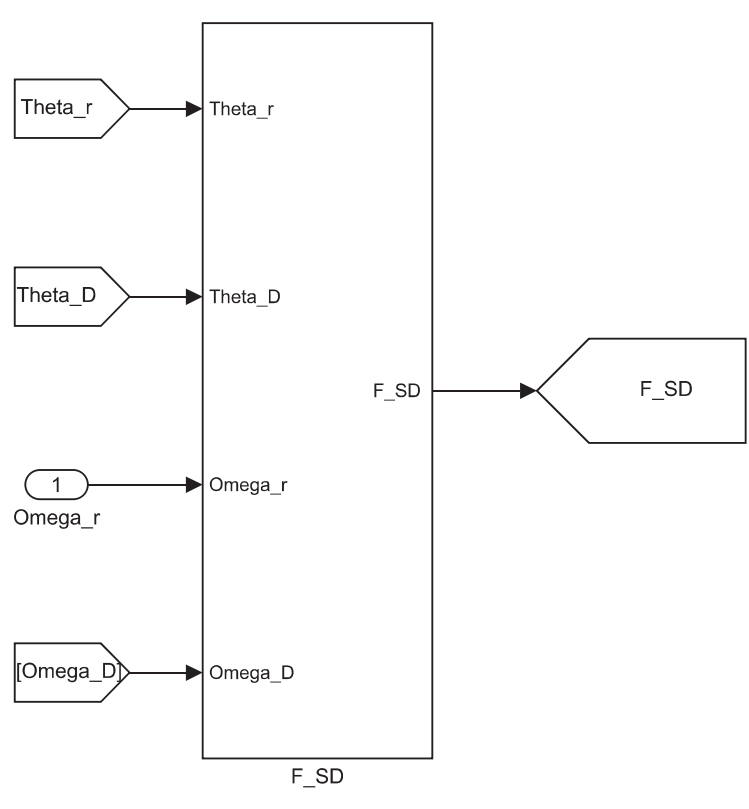 Theta_r
Theta_r
Theta_D
Theta_D
F_SD
F_SD
1
Omega_r
Omega_r
[Omega_D]
Omega_D
F_SD